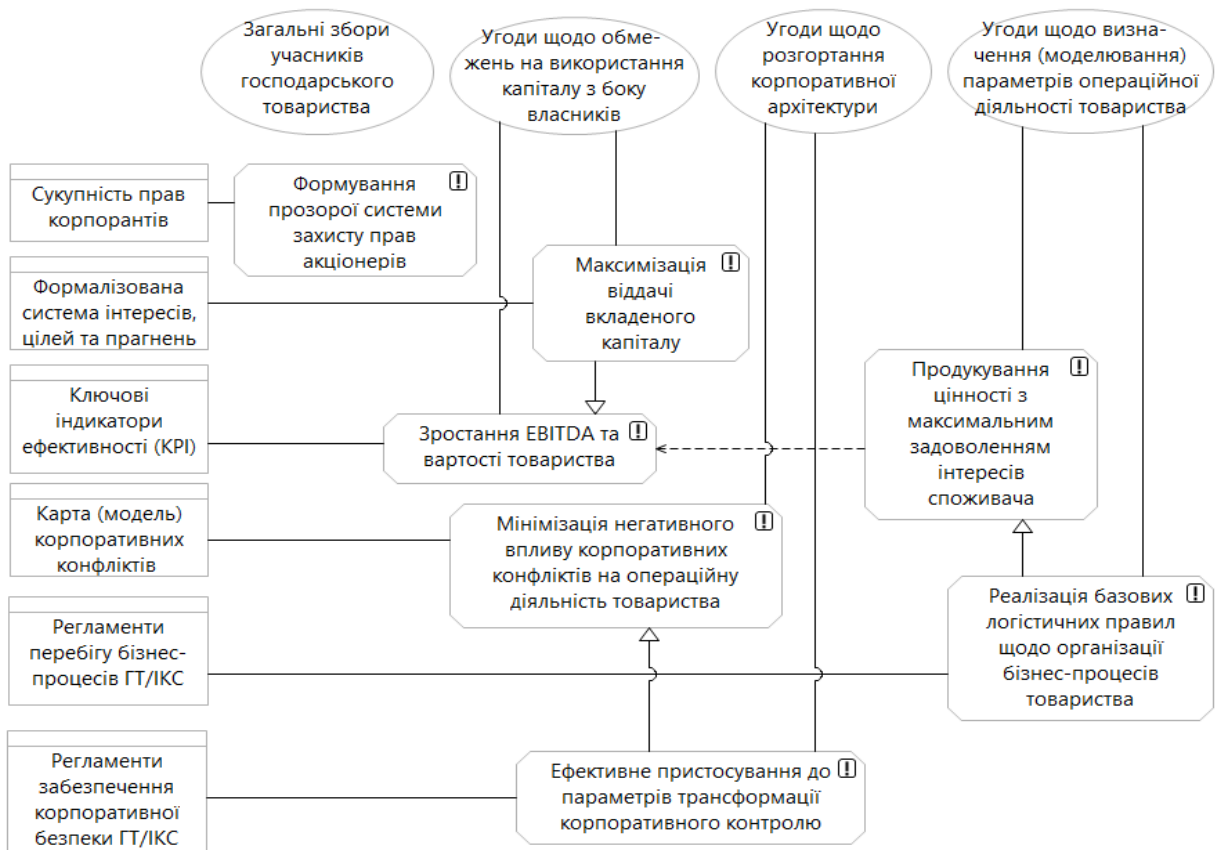 Загальні збори
учасників
господарського
товариства
Угоди щодо обме-
жень на використання
капіталу з боку
власників
Угоди щодо
розгортання
корпоративної
архітектури
Угоди щодо визна-
чення (моделювання)
параметрів операційної
діяльності товариства
Сукупність прав
корпорантів
Формування
прозорої системи
захисту прав
акціонерів
Формалізована
система інтересів,
цілей та прагнень
Максимізація
віддачі
вкладеного
капіталу
Ключові
індикатори
ефективності (KPI)
Зростання EBITDA та
вартості товариства
Продукування
цінності з
максимальним
задоволенням
інтересів
споживача
Карта (модель)
корпоративних
конфліктів
Мінімізація негативного
впливу корпоративних
конфліктів на операційну
діяльність товариства
Регламенти
перебігу бізнес-
процесів ГТ/ІКС
Реалізація базових
логістичних правил
щодо організації
бізнес-процесів
товариства
Регламенти
забезпечення
корпоративної
безпеки ГТ/ІКС
Ефективне пристосування до
параметрів трансформації
корпоративного контролю